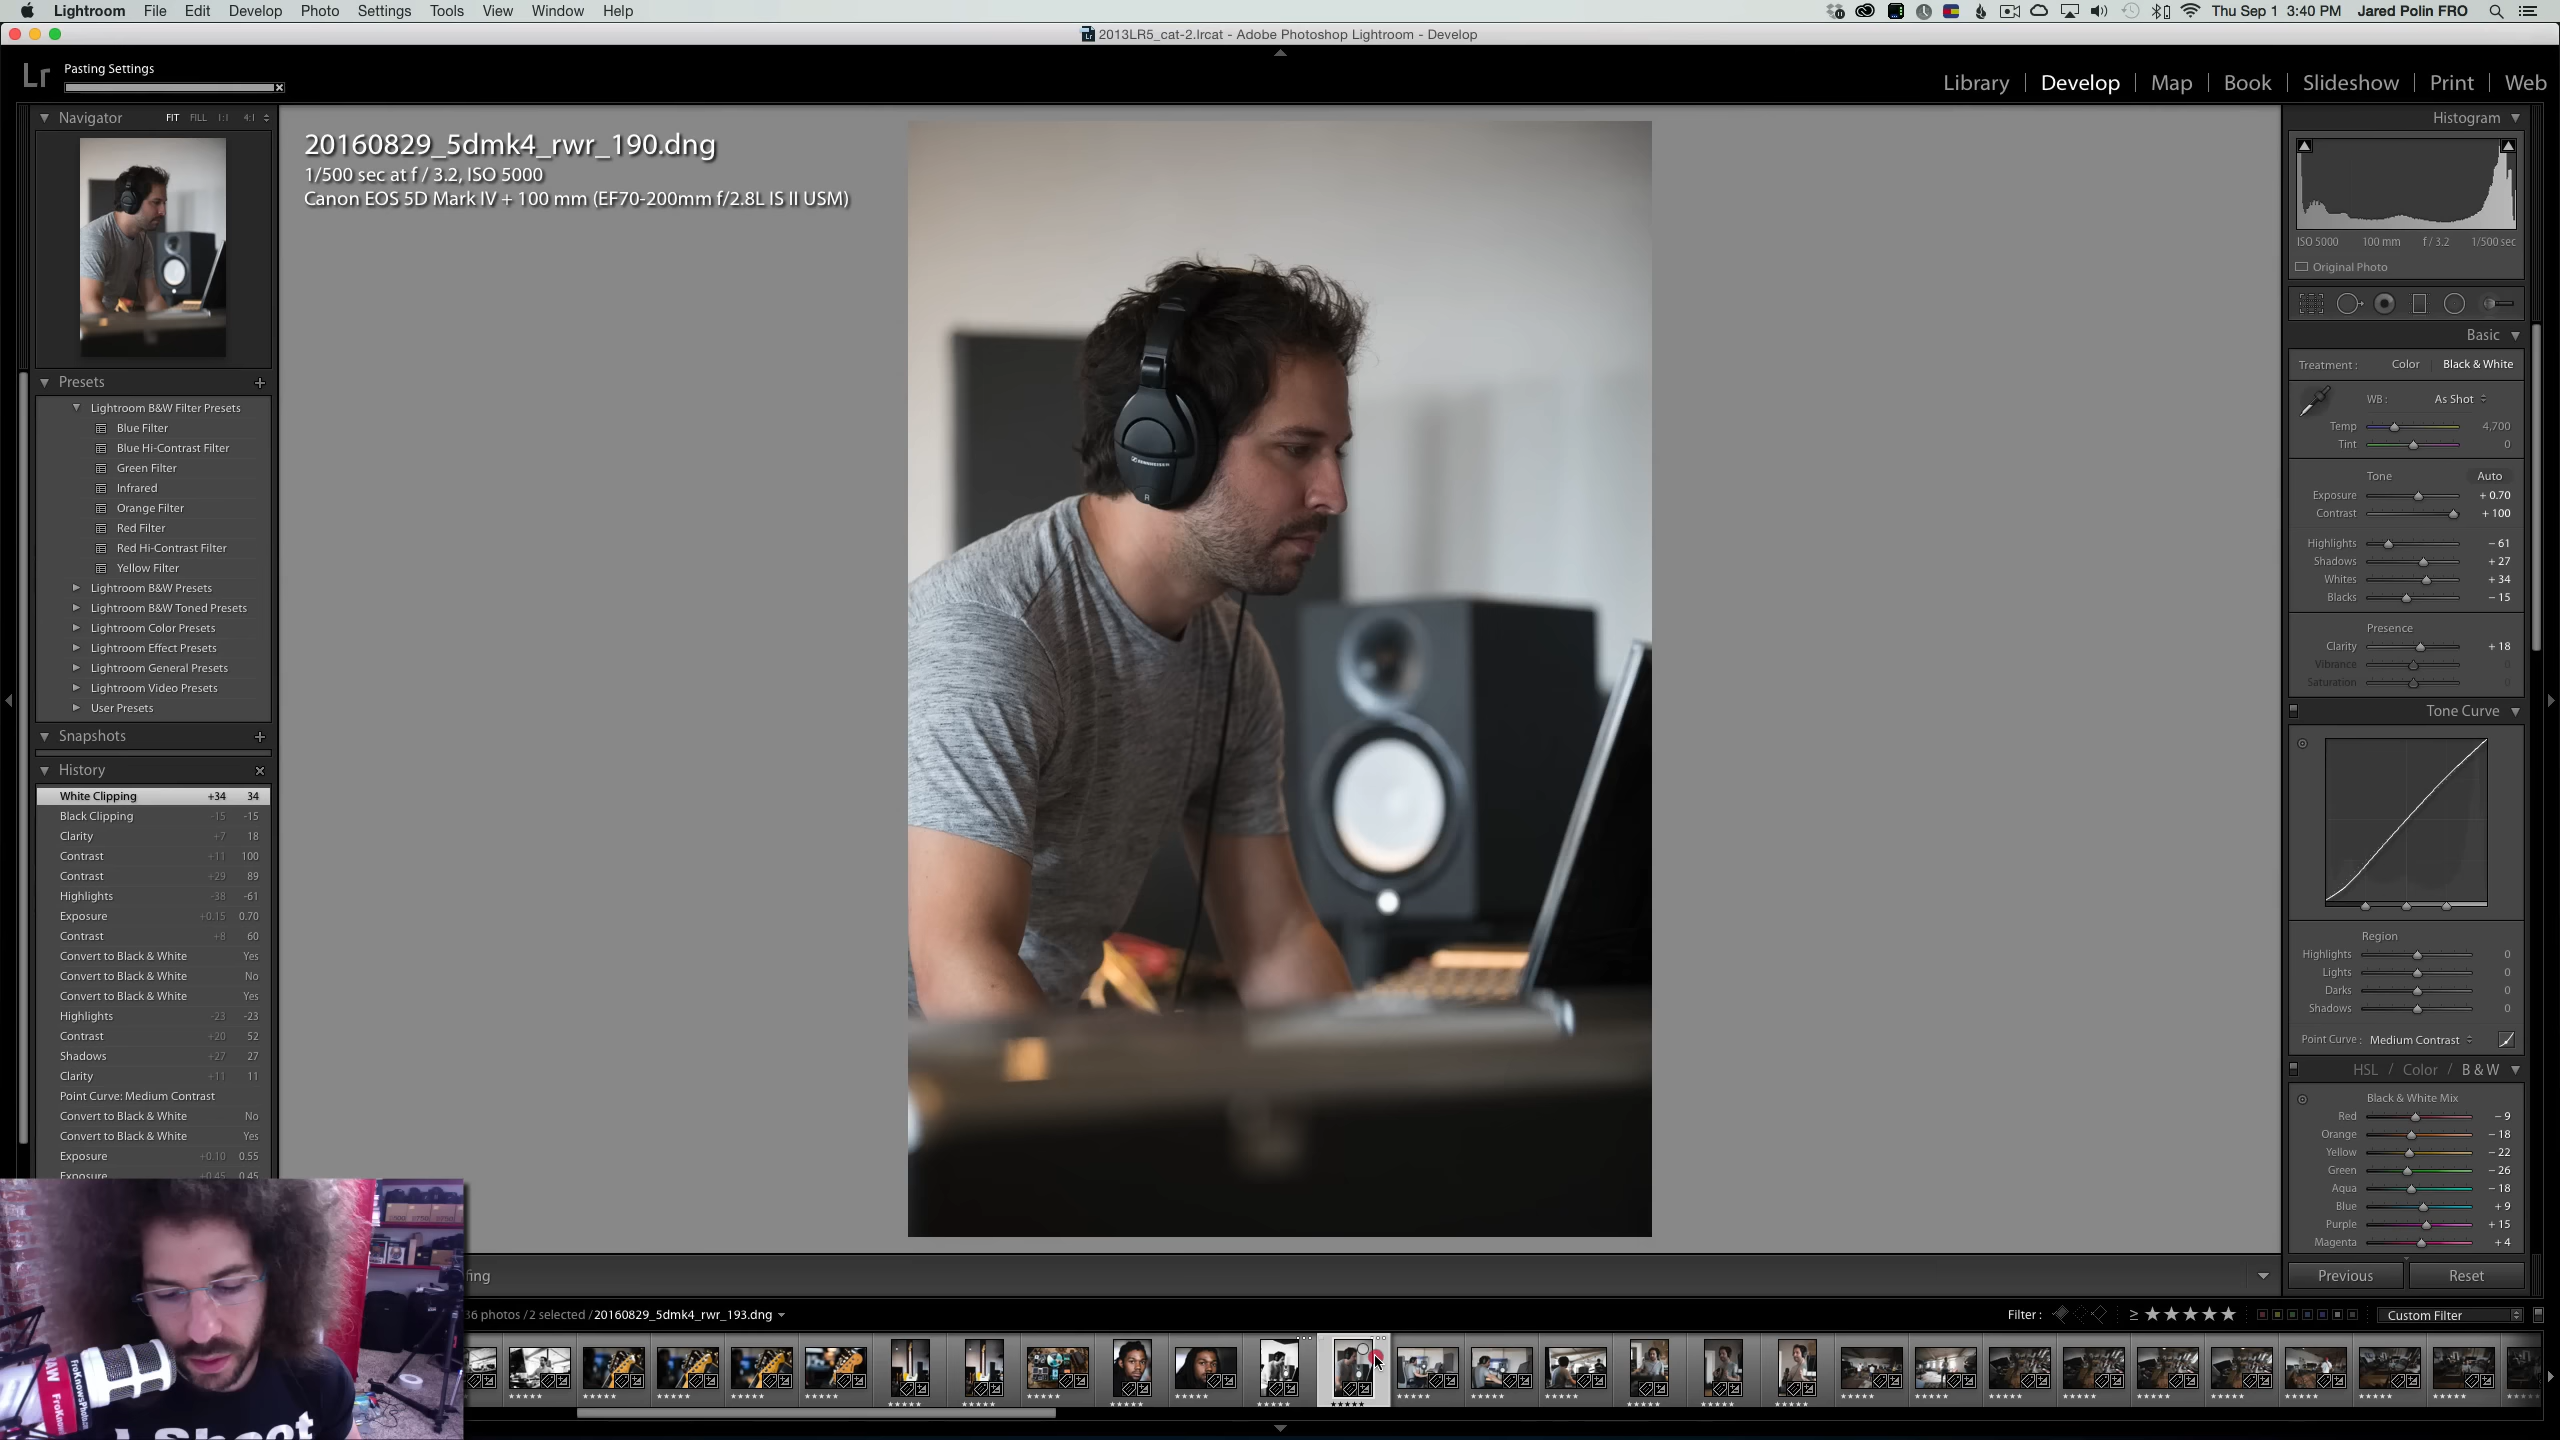 Lightroom File Edit Develop Photo Settings Tools View Window Help
Thu Sep 1 3:40 PM Jared Polin FRO
2013LR5_cat-2.lrcat - Adobe Photoshop Lightroom - Develop
Lr Pasting Settings
Library | Develop | Map | Book | Slideshow | Print | Web
Navigator FIT FILL 1:1 4:1
Presets +
Lightroom B&W Filter Presets
Blue Filter
Blue Hi-Contrast Filter
Green Filter
Infrared
Orange Filter
Red Filter
Red Hi-Contrast Filter
Yellow Filter
Lightroom B&W Presets
Lightroom B&W Toned Presets
Lightroom Color Presets
Lightroom Effect Presets
Lightroom General Presets
Lightroom Video Presets
User Presets
Snapshots +
History
White Clipping +34 34
Black Clipping -15 -15
Clarity +7 18
Contrast +11 100
Contrast +29 89
Highlights -38 -61
Exposure +0.15 0.70
Contrast +8 60
Convert to Black & White Yes
Convert to Black & White No
Convert to Black & White Yes
Highlights -23 -23
Contrast +20 52
Shadows +27 27
Clarity +11 11
Point Curve: Medium Contrast
Convert to Black & White No
Convert to Black & White Yes
Exposure +0.10 0.55
Exposure +0.45 0.45
20160829_5dmk4_rwr_190.dng
1/500 sec at f / 3.2, ISO 5000
Canon EOS 5D Mark IV + 100 mm (EF70-200mm f/2.8L IS II USM)
SENNHEISER
R
Histogram
ISO 5000 100 mm f / 3.2 1/500 sec
Original Photo
Basic
Treatment : Color | Black & White
WB : As Shot
Temp 4,700
Tint 0
Tone Auto
Exposure + 0.70
Contrast + 100
Highlights - 61
Shadows + 27
Whites + 34
Blacks - 15
Presence
Clarity + 18
Vibrance 0
Saturation 0
Tone Curve
Region
Highlights 0
Lights 0
Darks 0
Shadows 0
Point Curve : Medium Contrast
HSL / Color / B & W
Black & White Mix
Red - 9
Orange - 18
Yellow - 22
Green - 26
Aqua - 18
Blue + 9
Purple + 15
Magenta + 4
Previous Reset
fing
36 photos / 2 selected / 20160829_5dmk4_rwr_193.dng
Filter : ≥ ★★★★★ Custom Filter
RAW
I Shoot